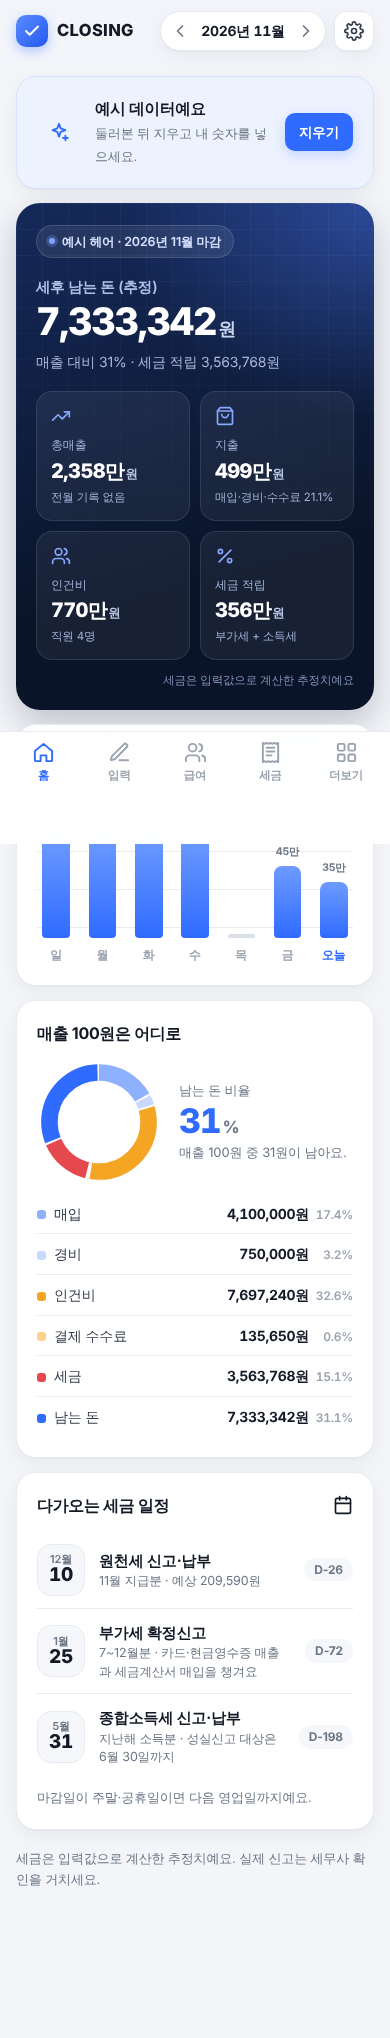 CLOSING
2026년 11월
예시 데이터예요
둘러본 뒤 지우고 내 숫자를 넣
으세요.
지우기
예시 헤어 · 2026년 11월 마감
세후 남는 돈 (추정)
7,333,342원
매출 대비 31% · 세금 적립 3,563,768원
총매출
2,358만원
전월 기록 없음
지출
499만원
매입·경비·수수료 21.1%
인건비
770만원
직원 4명
세금 적립
356만원
부가세 + 소득세
세금은 입력값으로 계산한 추정치예요
홈
입력
급여
세금
더보기
45만
35만
일
월
화
수
목
금
오늘
매출 100원은 어디로
남는 돈 비율
31%
매출 100원 중 31원이 남아요.
매입 4,100,000원 17.4%
경비 750,000원 3.2%
인건비 7,697,240원 32.6%
결제 수수료 135,650원 0.6%
세금 3,563,768원 15.1%
남는 돈 7,333,342원 31.1%
다가오는 세금 일정
12월
10
원천세 신고·납부
11월 지급분 · 예상 209,590원
D-26
1월
25
부가세 확정신고
7~12월분 · 카드·현금영수증 매출
과 세금계산서 매입을 챙겨요
D-72
5월
31
종합소득세 신고·납부
지난해 소득분 · 성실신고 대상은
6월 30일까지
D-198
마감일이 주말·공휴일이면 다음 영업일까지예요.
세금은 입력값으로 계산한 추정치예요. 실제 신고는 세무사 확
인을 거치세요.